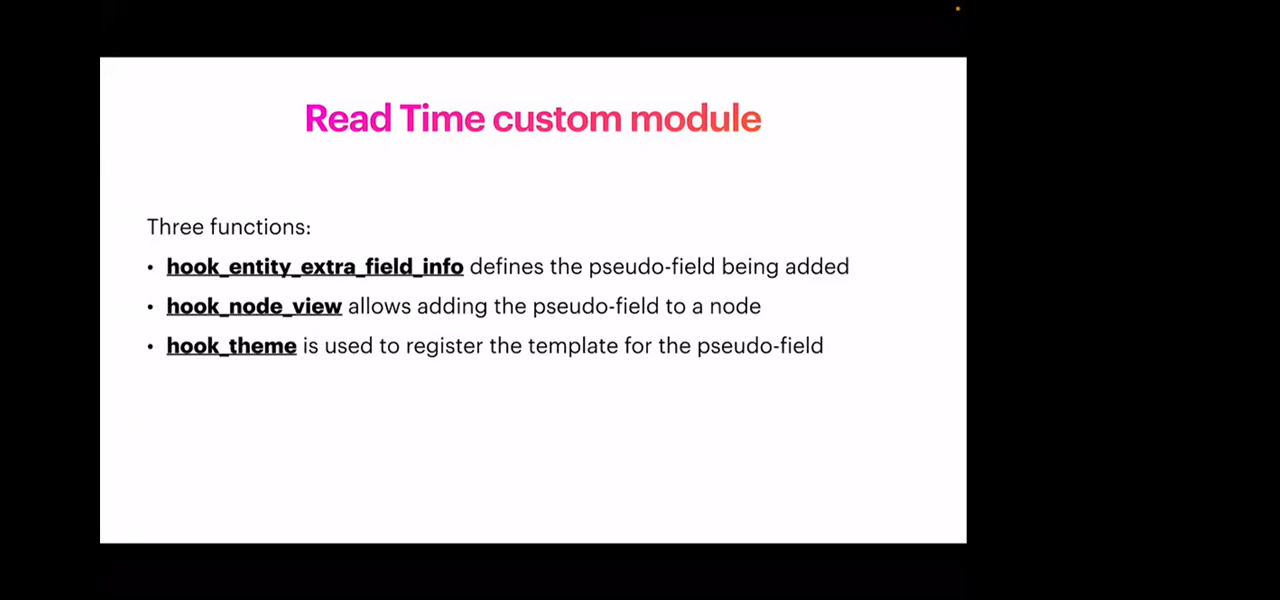 Read Time custom module
Three functions:
• hook_entity_extra_field_info defines the pseudo-field being added
• hook_node_view allows adding the pseudo-field to a node
• hook_theme is used to register the template for the pseudo-field